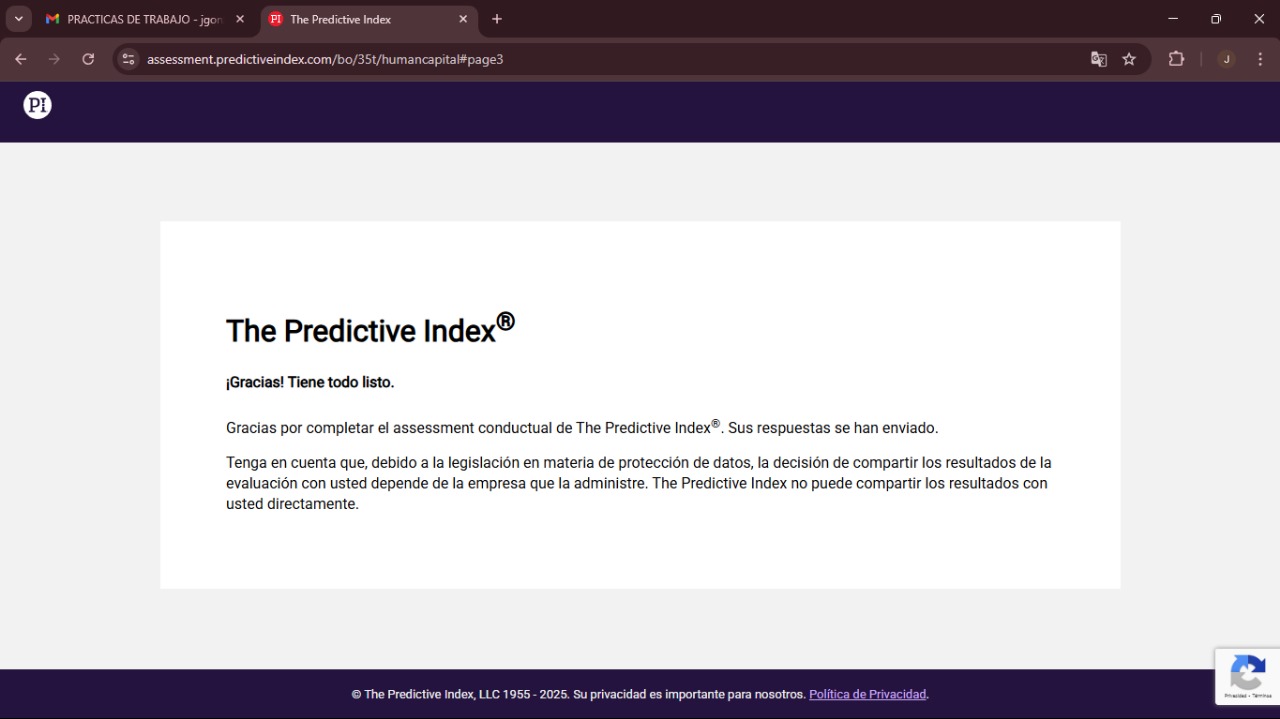 PRACTICAS DE TRABAJO - jgon
The Predictive Index
assessment.predictiveindex.com/bo/35t/humancapital#page3
J
PI
The Predictive Index®
¡Gracias! Tiene todo listo.
Gracias por completar el assessment conductual de The Predictive Index®. Sus respuestas se han enviado.
Tenga en cuenta que, debido a la legislación en materia de protección de datos, la decisión de compartir los resultados de la
evaluación con usted depende de la empresa que la administre. The Predictive Index no puede compartir los resultados con
usted directamente.
Privacidad - Términos
© The Predictive Index, LLC 1955 - 2025. Su privacidad es importante para nosotros. Política de Privacidad.